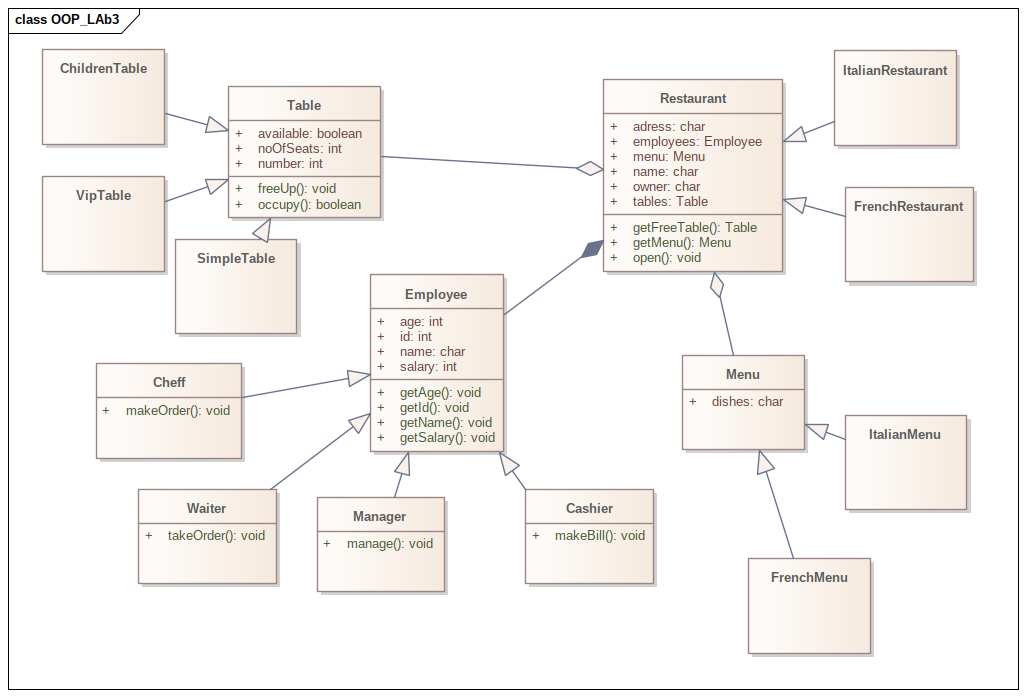 class OOP_LAb3
ChildrenTable
VipTable
SimpleTable
Table
+ available: boolean
+ noOfSeats: int
+ number: int
+ freeUp(): void
+ occupy(): boolean
Restaurant
+ adress: char
+ employees: Employee
+ menu: Menu
+ name: char
+ owner: char
+ tables: Table
+ getFreeTable(): Table
+ getMenu(): Menu
+ open(): void
ItalianRestaurant
FrenchRestaurant
Employee
+ age: int
+ id: int
+ name: char
+ salary: int
+ getAge(): void
+ getId(): void
+ getName(): void
+ getSalary(): void
Cheff
+ makeOrder(): void
Waiter
+ takeOrder(): void
Manager
+ manage(): void
Cashier
+ makeBill(): void
Menu
+ dishes: char
ItalianMenu
FrenchMenu